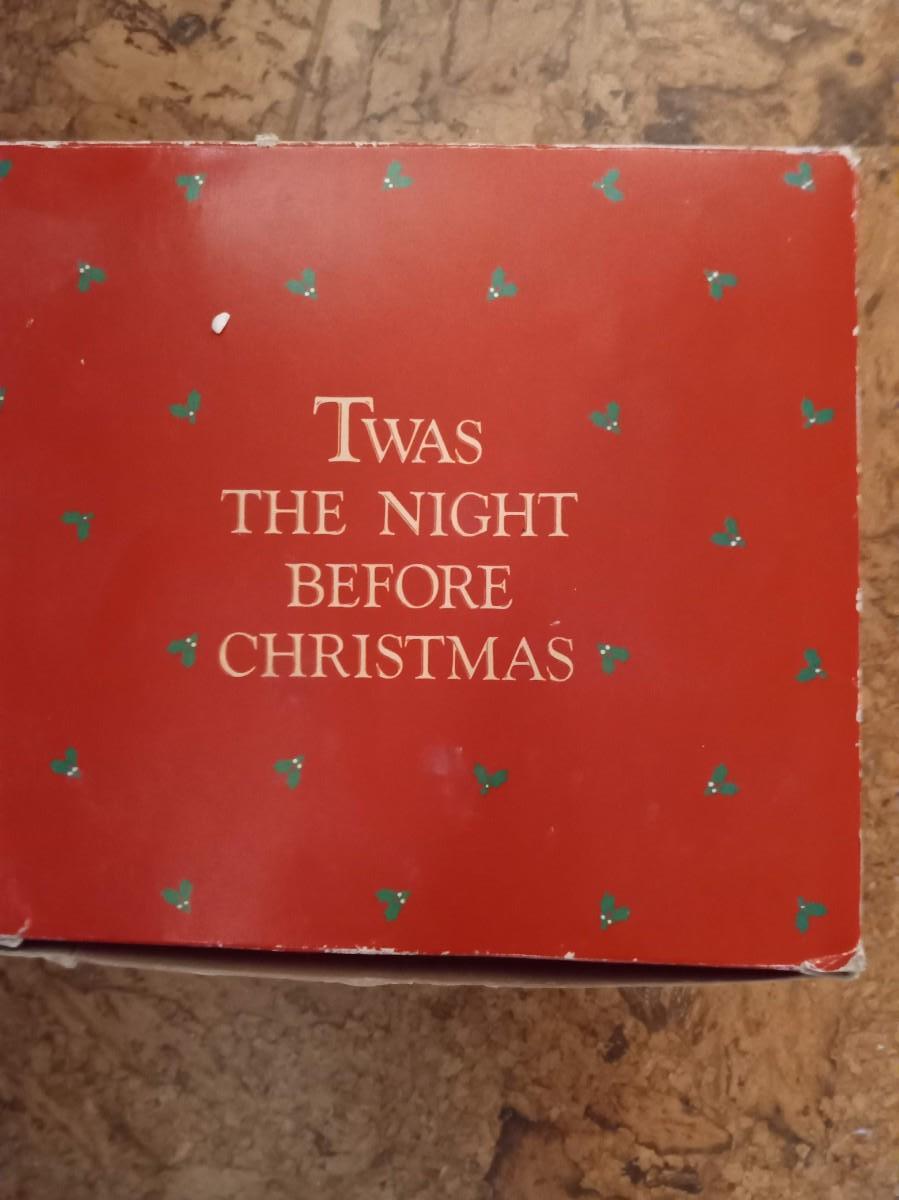 TWAS
THE NIGHT
BEFORE
CHRISTMAS